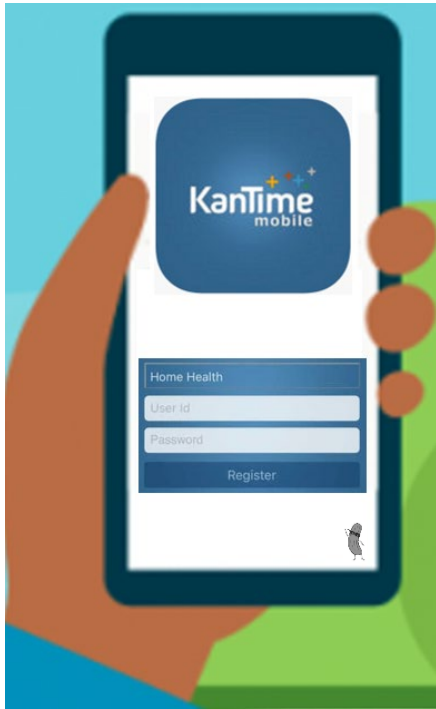 KanTime
mobile
Home Health
User Id
Password
Register